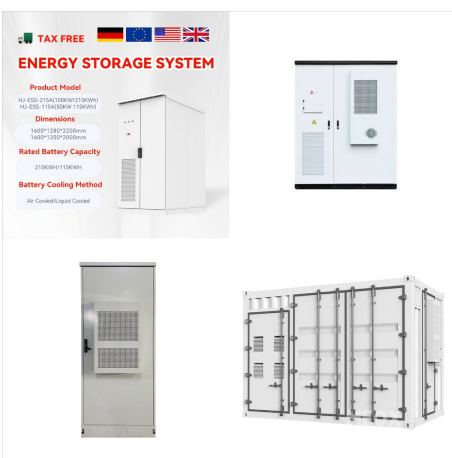 TAX FREE
ENERGY STORAGE SYSTEM
Product Model
HJ-ESS-215A(100KW/215KWh)
HJ-ESS-115A(50KW 115KWh)
Dimensions
1600*1280*2200mm
1600*1200*2000mm
Rated Battery Capacity
215KWH/115KWH
Battery Cooling Method
Air Cooled/Liquid Cooled